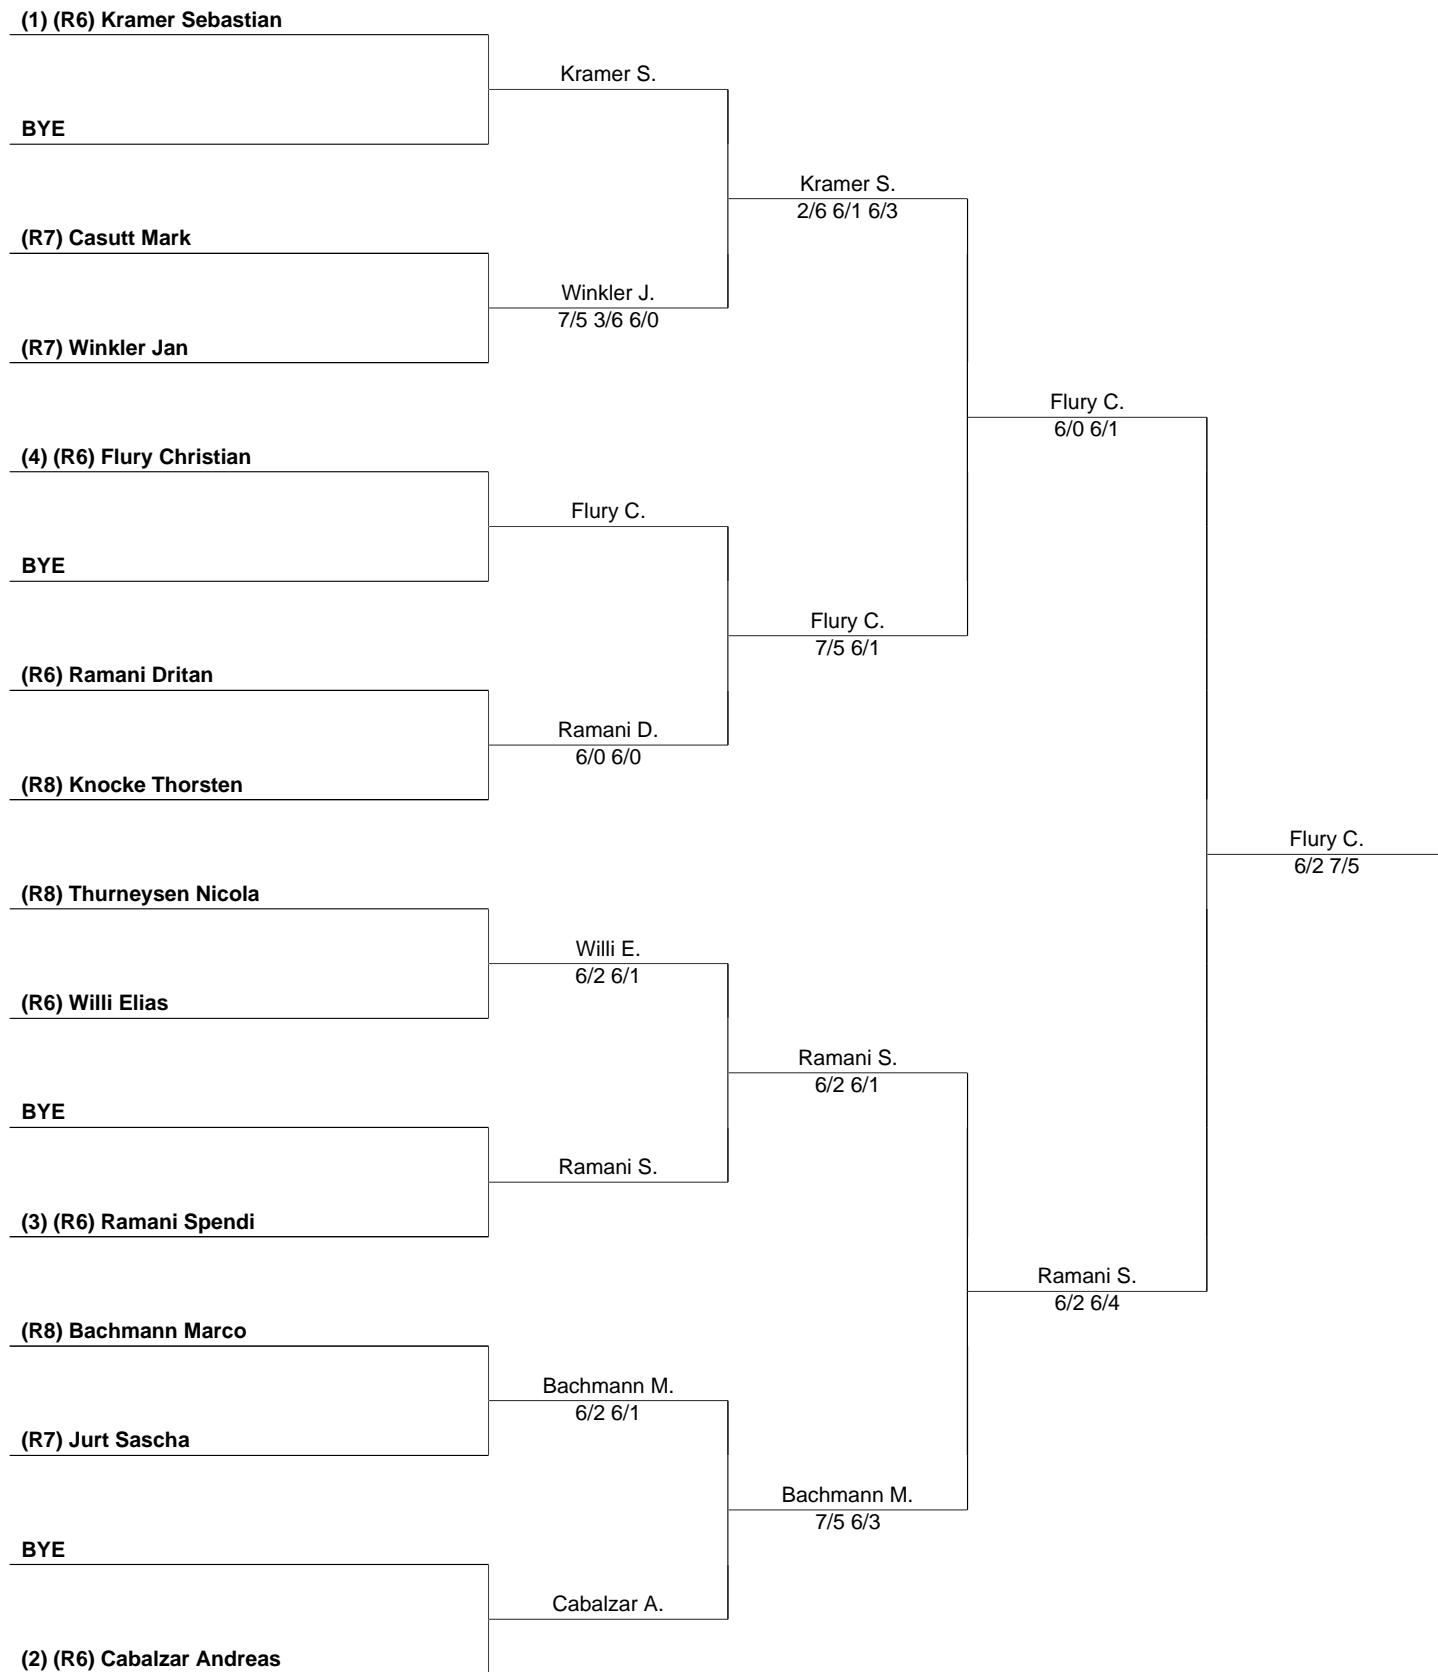 (1) (R6) Kramer Sebastian
Kramer S.
BYE
Kramer S.
2/6 6/1 6/3
(R7) Casutt Mark
Winkler J.
7/5 3/6 6/0
(R7) Winkler Jan
Flury C.
6/0 6/1
(4) (R6) Flury Christian
Flury C.
BYE
Flury C.
7/5 6/1
(R6) Ramani Dritan
Ramani D.
6/0 6/0
(R8) Knocke Thorsten
Flury C.
6/2 7/5
(R8) Thurneysen Nicola
Willi E.
6/2 6/1
(R6) Willi Elias
Ramani S.
6/2 6/1
BYE
Ramani S.
(3) (R6) Ramani Spendi
Ramani S.
6/2 6/4
(R8) Bachmann Marco
Bachmann M.
6/2 6/1
(R7) Jurt Sascha
Bachmann M.
7/5 6/3
BYE
Cabalzar A.
(2) (R6) Cabalzar Andreas